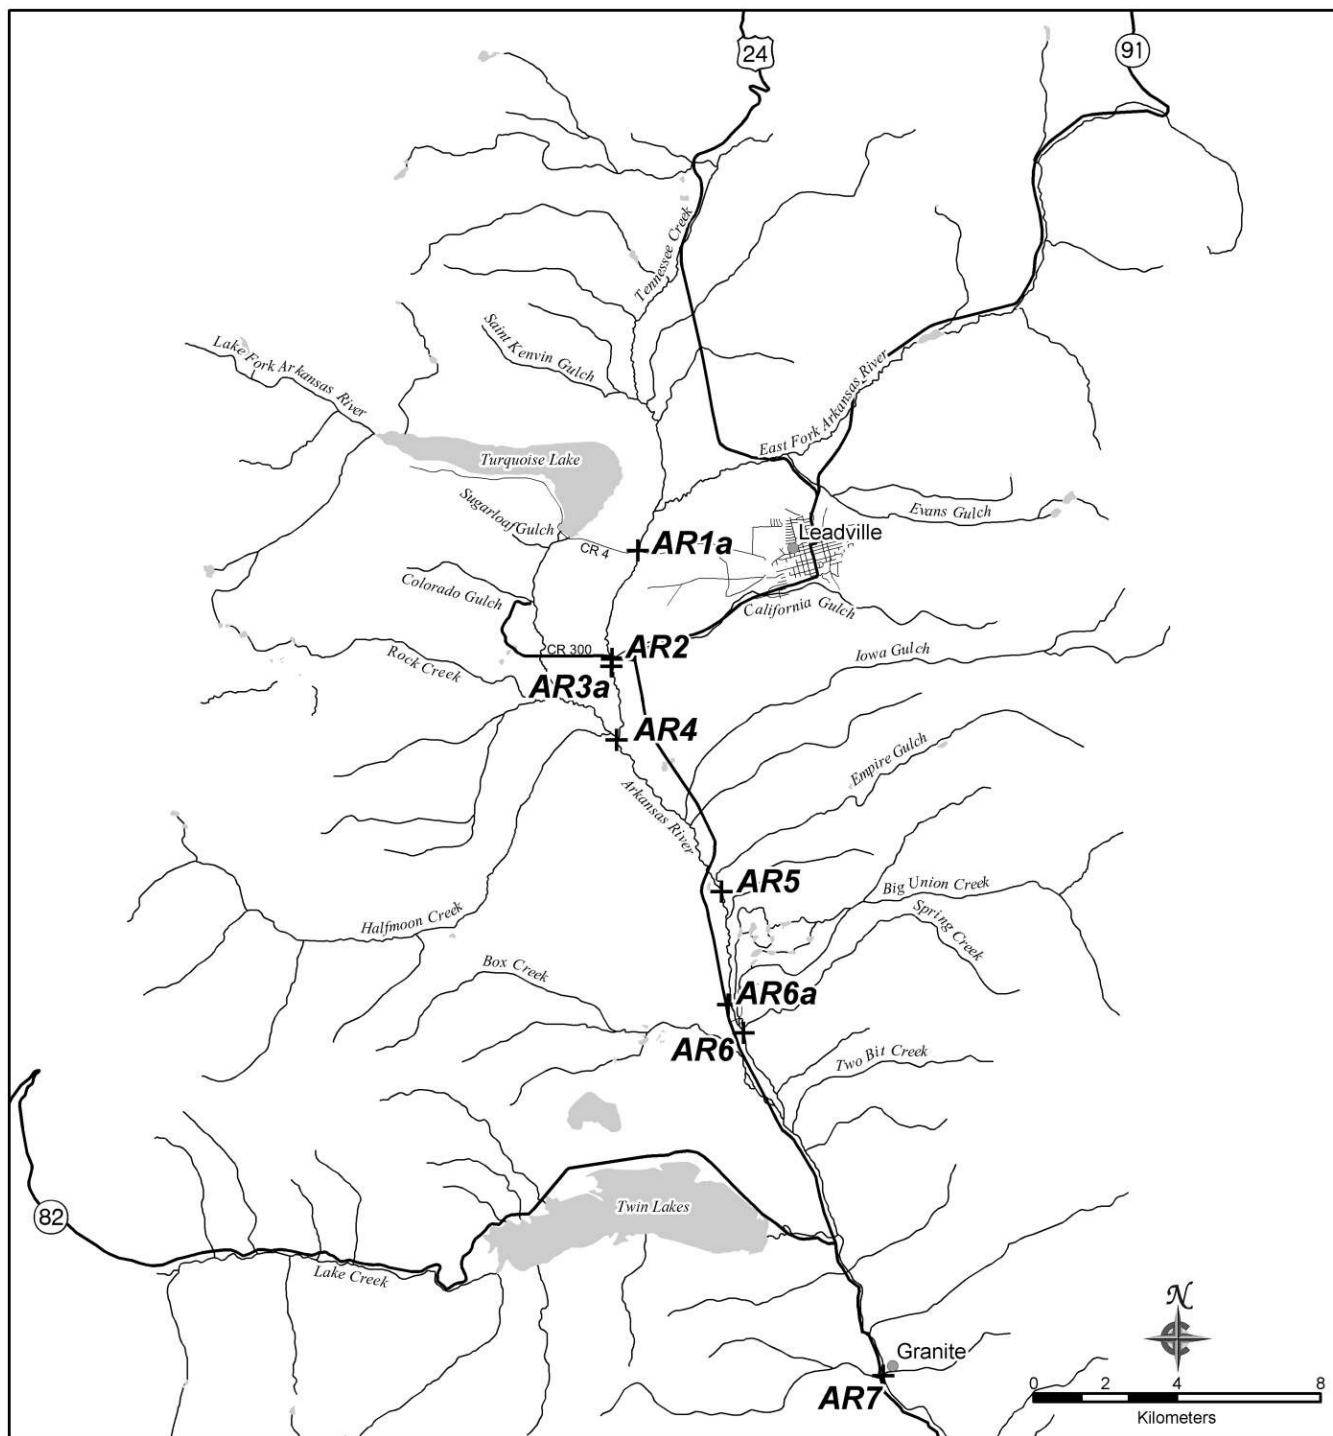 24
91
Tennessee Creek
Saint Kenvin Gulch
Lake Fork Arkansas River
East Fork Arkansas River
Turquoise Lake
Sugarloaf Gulch
Evans Gulch
Leadville
AR1a
CR 4
Colorado Gulch
California Gulch
CR 300
AR2
Rock Creek
Iowa Gulch
AR3a
AR4
Empire Gulch
Arkansas River
AR5
Big Union Creek
Spring Creek
Halfmoon Creek
Box Creek
AR6a
AR6
Two Bit Creek
Twin Lakes
82
Lake Creek
N
Granite
AR7
0 2 4 8
Kilometers